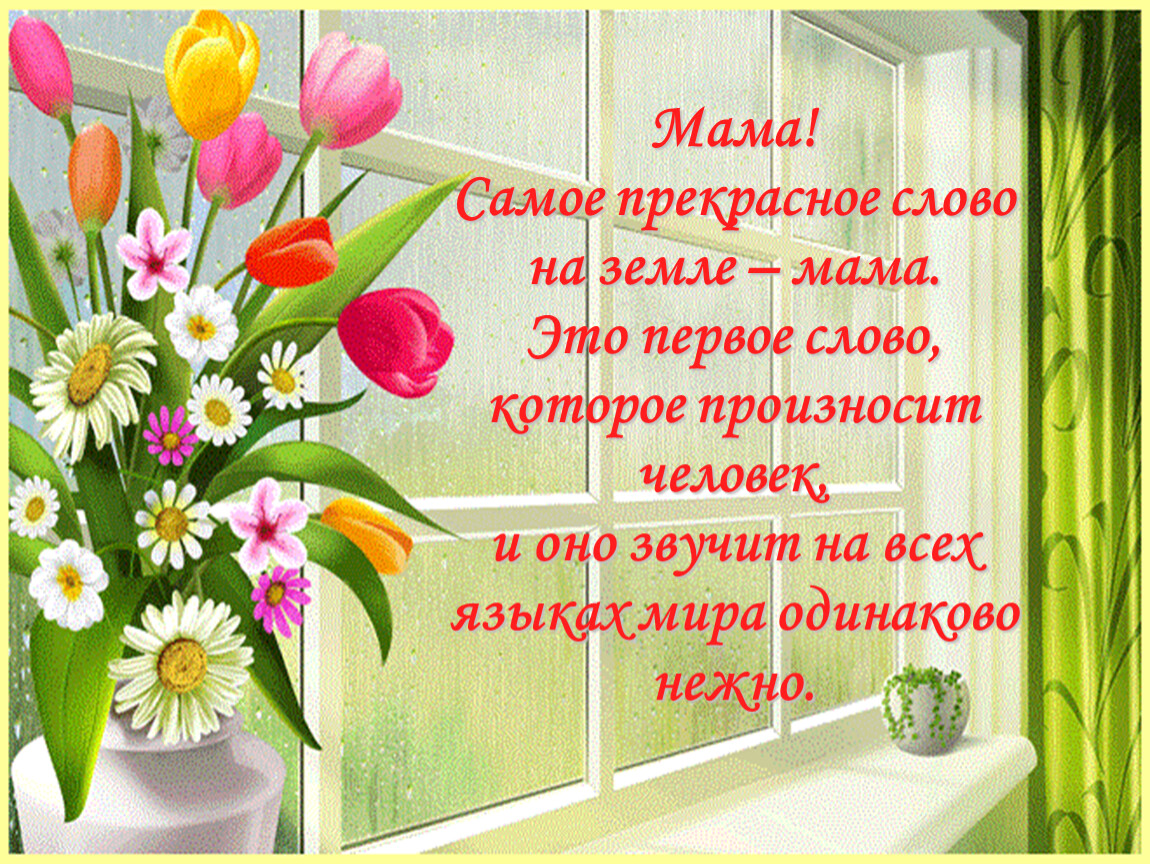 Мама!
Самое прекрасное слово
на земле – мама.
Это первое слово,
которое произносит
человек,
и оно звучит на всех
языках мира одинаково
нежно.